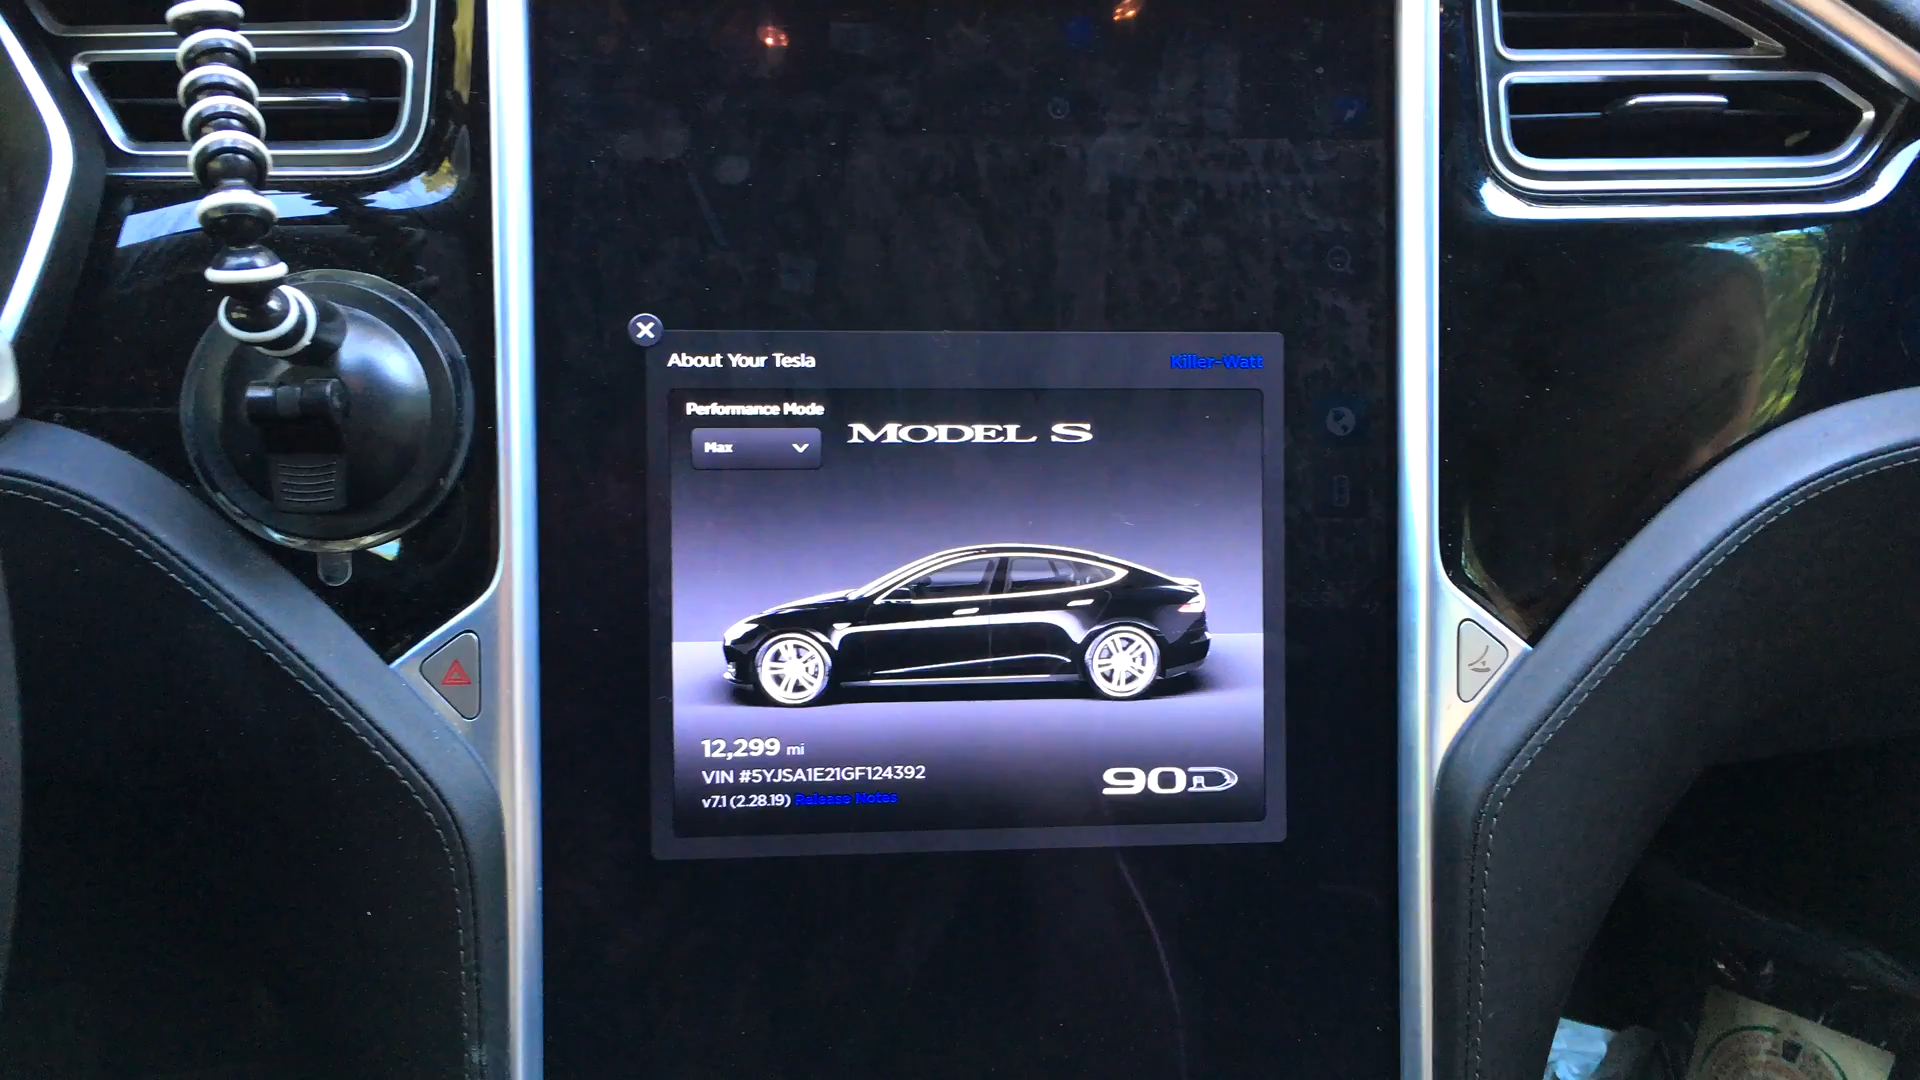 About Your Tesla
Killer-Watt
Performance Mode
Max
MODEL S
12,299 mi
VIN #5YJSA1E21GF124392
v7.1 (2.28.19) Release Notes
90D